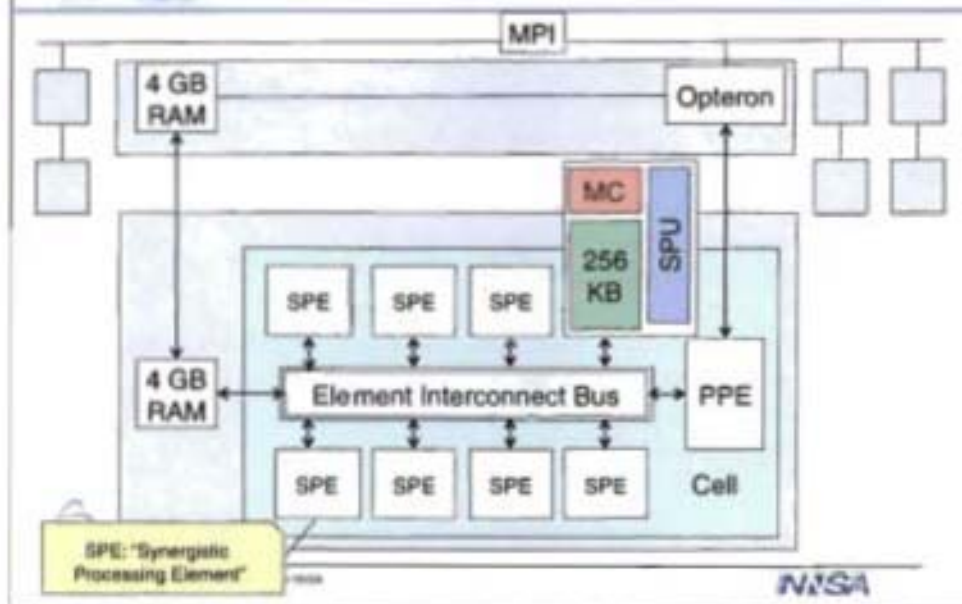 MPI
4 GB
RAM
Opteron
MC
256
KB
SPU
SPE
SPE
SPE
4 GB
RAM
Element Interconnect Bus
PPE
SPE
SPE
SPE
SPE
Cell
SPE: "Synergistic
Processing Element"
NNSA